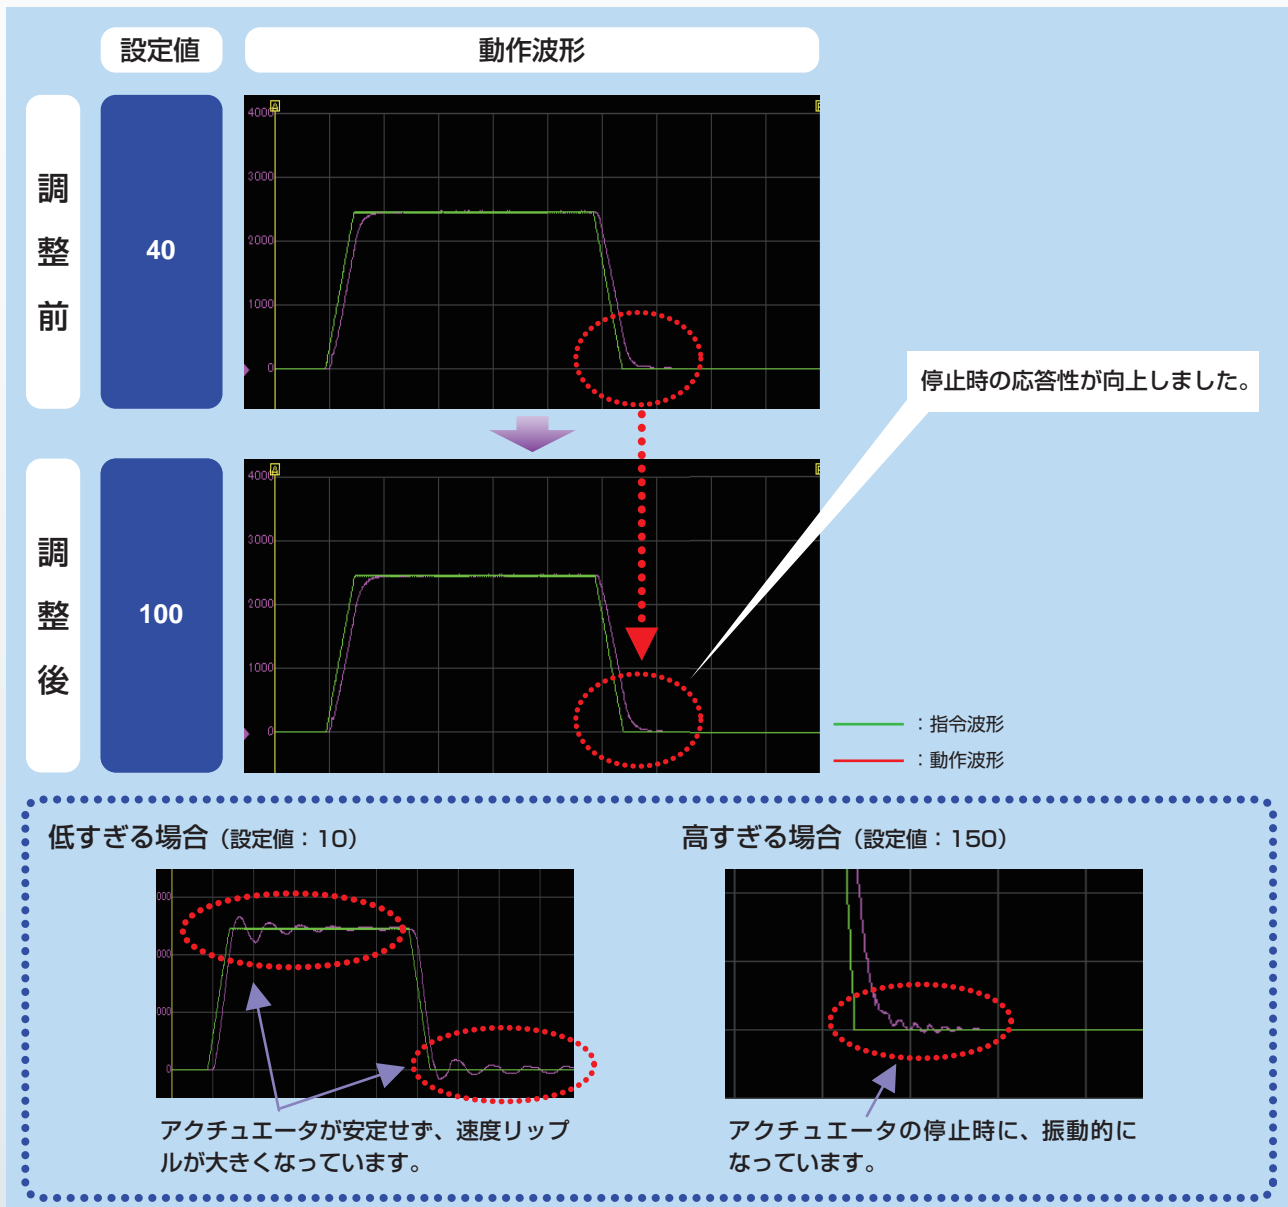 設定値
動作波形
調整前
40
4000
3000
2000
1000
0
停止時の応答性が向上しました。
調整後
100
4000
3000
2000
1000
0
：指令波形
：動作波形
低すぎる場合（設定値：10）
000
000
000
0
アクチュエータが安定せず、速度リップ
ルが大きくなっています。
高すぎる場合（設定値：150）
アクチュエータの停止時に、振動的に
なっています。